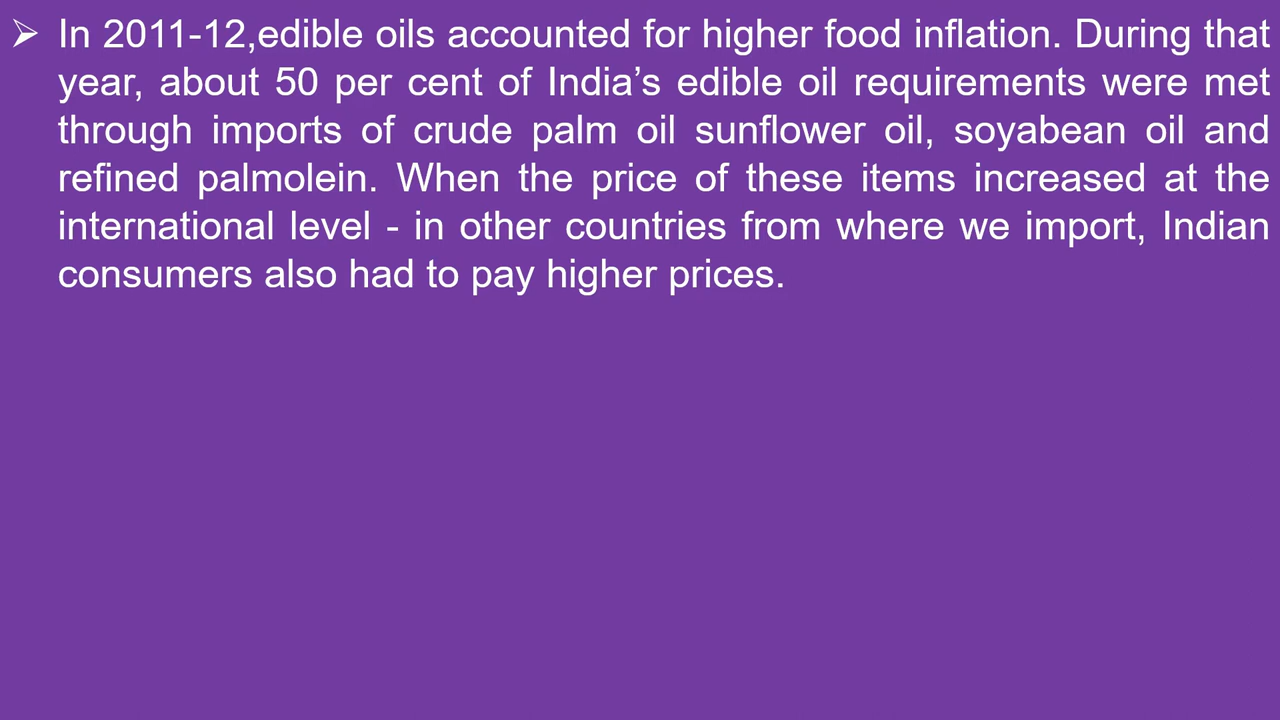 ➢ In 2011-12,edible oils accounted for higher food inflation. During that
year, about 50 per cent of India’s edible oil requirements were met
through imports of crude palm oil sunflower oil, soyabean oil and
refined palmolein. When the price of these items increased at the
international level - in other countries from where we import, Indian
consumers also had to pay higher prices.